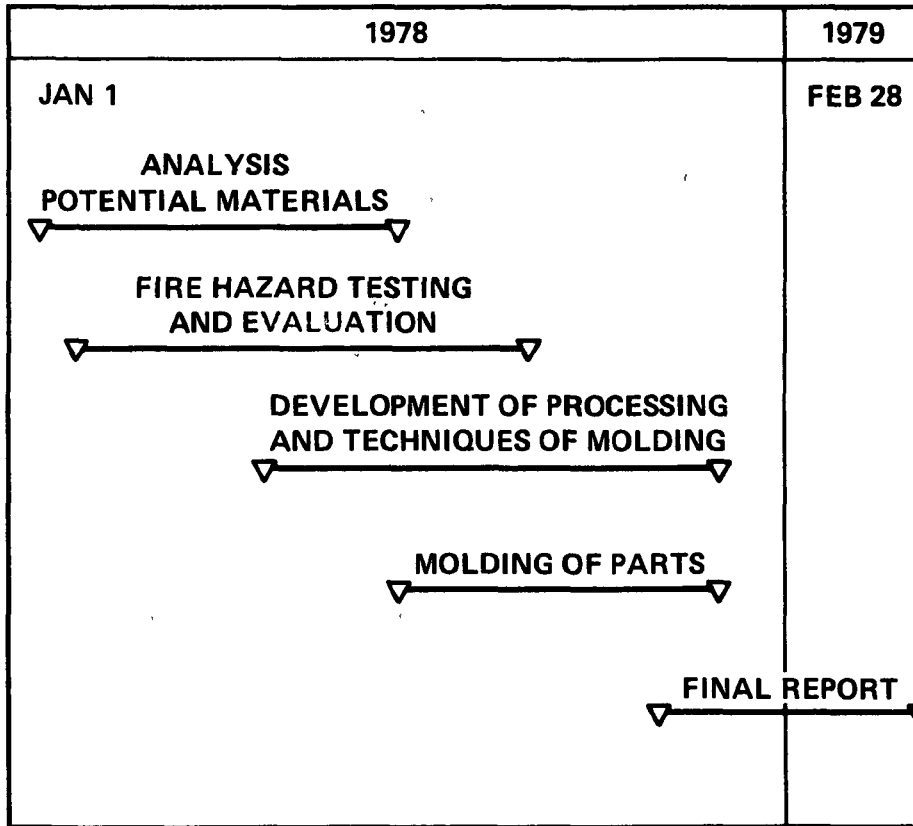 1978
1979
JAN 1
FEB 28
ANALYSIS
POTENTIAL MATERIALS
FIRE HAZARD TESTING
AND EVALUATION
DEVELOPMENT OF PROCESSING
AND TECHNIQUES OF MOLDING
MOLDING OF PARTS
FINAL REPORT